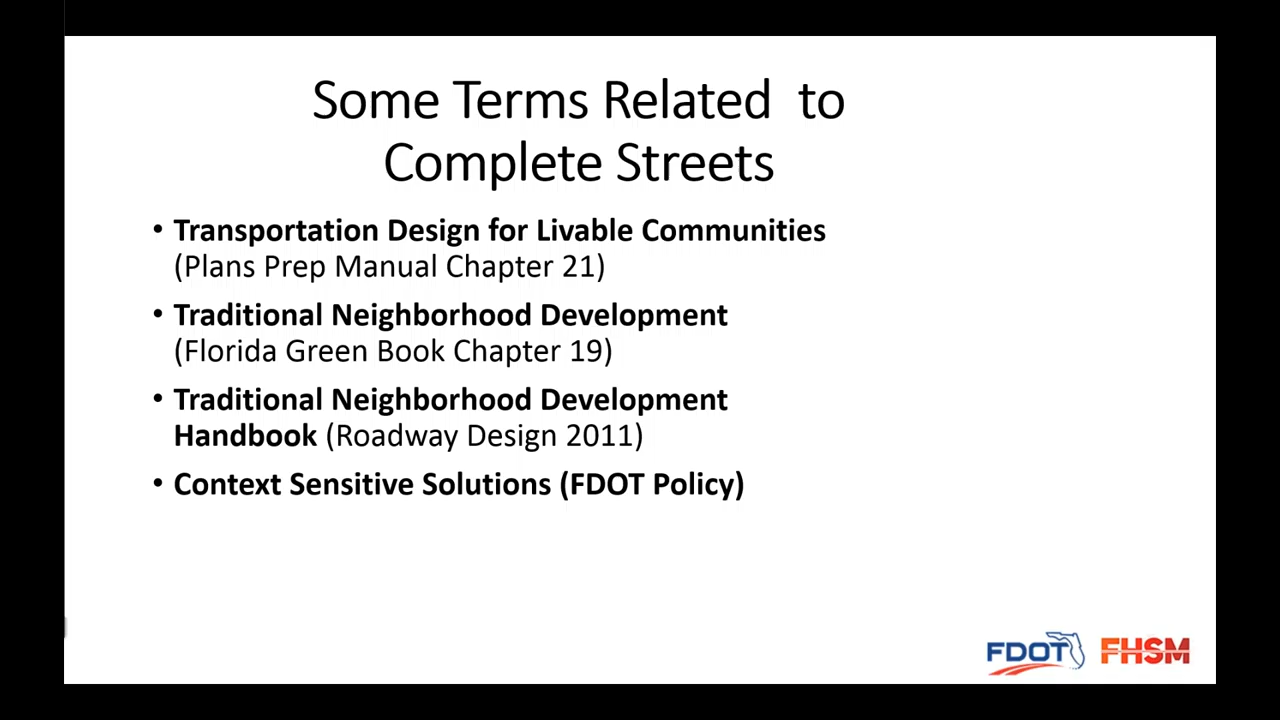 Some Terms Related  to
Complete Streets
• Transportation Design for Livable Communities
(Plans Prep Manual Chapter 21)
• Traditional Neighborhood Development
(Florida Green Book Chapter 19)
• Traditional Neighborhood Development
Handbook (Roadway Design 2011)
• Context Sensitive Solutions (FDOT Policy)
FDOT FHSM